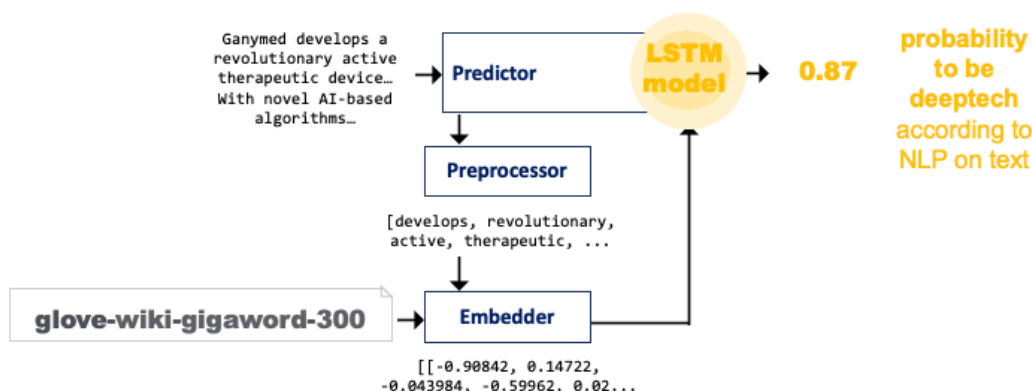 Ganymed develops a
revolutionary active
therapeutic device…
With novel AI-based
algorithms…
Predictor
LSTM
model
0.87
probability
to be
deeptech
according to
NLP on text
Preprocessor
[develops, revolutionary,
active, therapeutic, ...
glove-wiki-gigaword-300
Embedder
[[-0.90842, 0.14722,
-0.043984, -0.59962, 0.02...